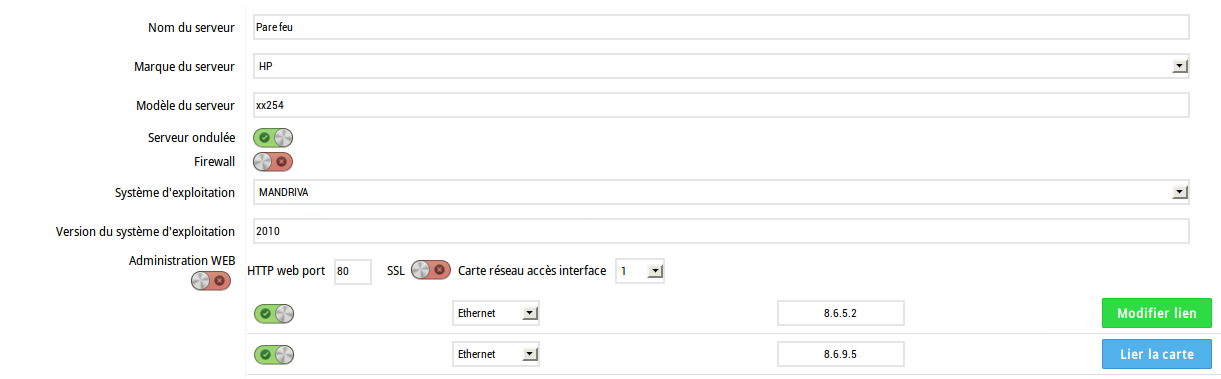 Nom du serveur Pare feu
Marque du serveur HP
Modèle du serveur xx254
Serveur ondulée
Firewall
Système d'exploitation MANDRIVA
Version du système d'exploitation 2010
Administration WEB
HTTP web port 80 SSL Carte réseau accès interface 1
Ethernet 8.6.5.2 Modifier lien
Ethernet 8.6.9.5 Lier la carte